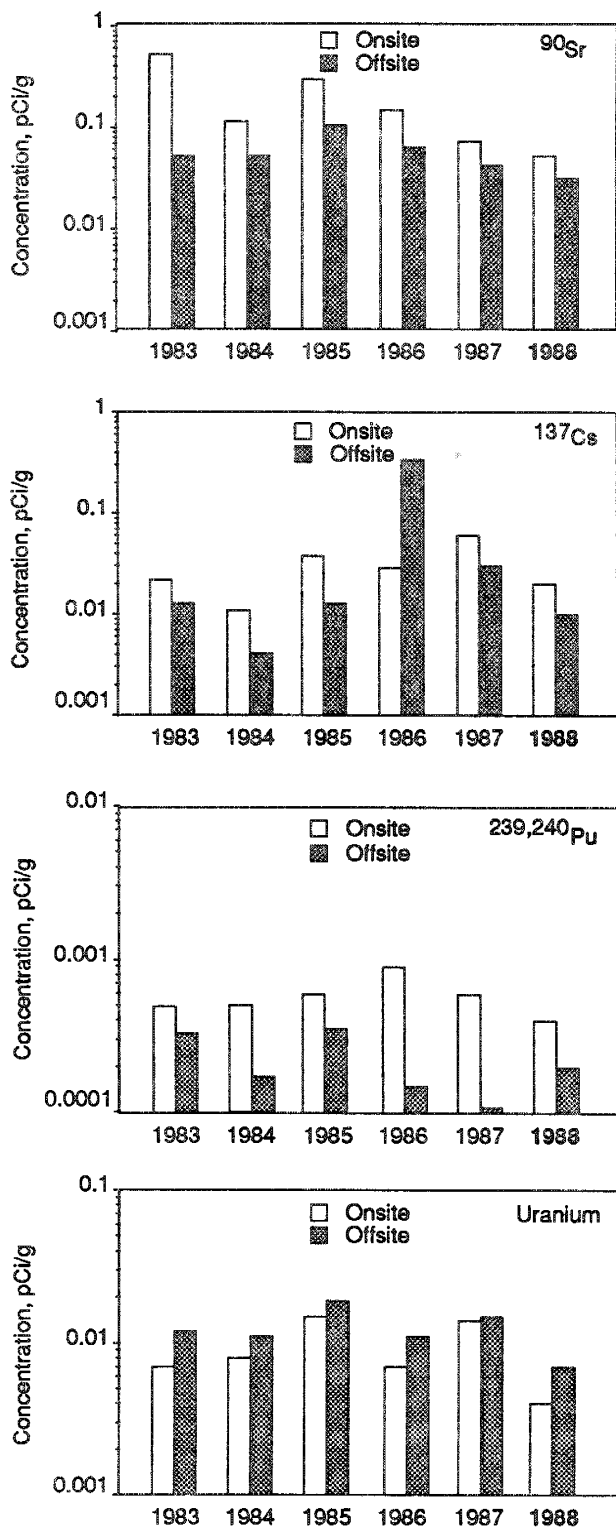 Concentration, pCi/g
1
0.1
0.01
0.001
Onsite
Offsite
90Sr
1983 1984 1985 1986 1987 1988
Concentration, pCi/g
1
0.1
0.01
0.001
Onsite
Offsite
137Cs
1983 1984 1985 1986 1987 1988
Concentration, pCi/g
0.01
0.001
0.0001
Onsite
Offsite
239,240Pu
1983 1984 1985 1986 1987 1988
Concentration, pCi/g
0.1
0.01
0.001
Onsite
Offsite
Uranium
1983 1984 1985 1986 1987 1988